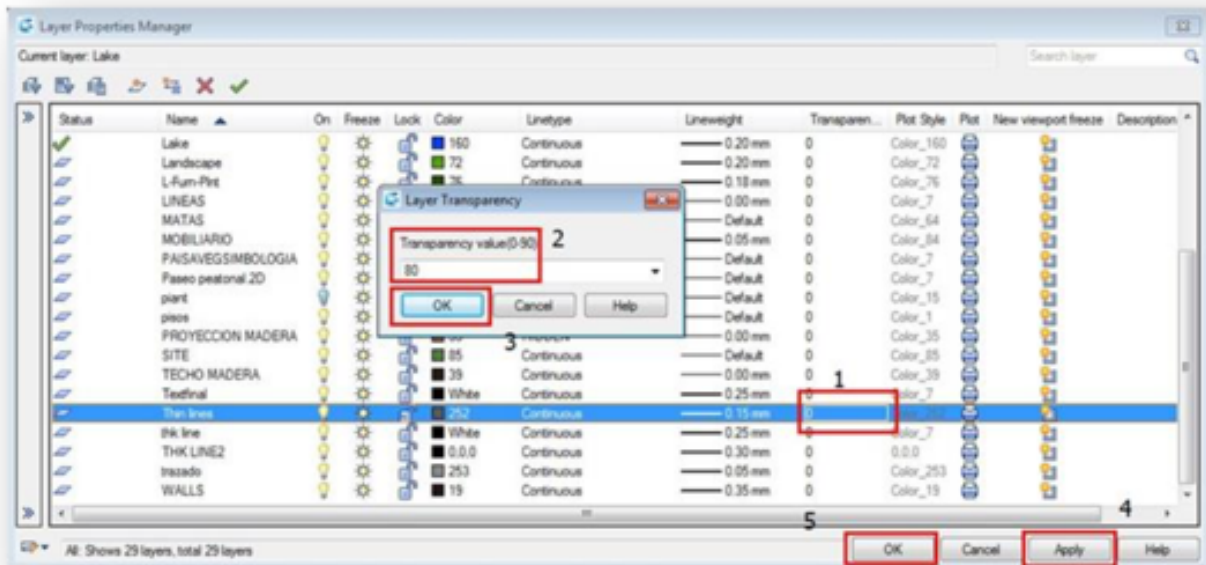 Layer Properties Manager
Current layer: Lake
Search layer
Status Name On Freeze Lock Color Linetype Lineweight Transparen... Plot Style Plot New viewport freeze Description
Lake 160 Continuous 0.20 mm 0 Color_160
Landscape 72 Continuous 0.20 mm 0 Color_72
L-Furn-Plnt 76 Continuous 0.18 mm 0 Color_76
LINEAS 0.00 mm 0 Color_7
MATAS Default 0 Color_64
MOBILIARIO 0.05 mm 0 Color_84
PAISAVEGSIMBOLOGIA Default 0 Color_7
Paseo peatonal 2D Default 0 Color_7
plant Default 0 Color_15
pisos Default 0 Color_1
PROYECCION MADERA HIDDEN 0.00 mm 0 Color_35
SITE 85 Continuous Default 0 Color_85
TECHO MADERA 39 Continuous 0.00 mm 0 Color_39
Textfinal White Continuous 0.25 mm 0 Color_7
Thin lines 252 Continuous 0.15 mm 0 Color_252
thk line White Continuous 0.25 mm 0 Color_7
THK LINE2 0,0,0 Continuous 0.30 mm 0 0,0,0
trazado 253 Continuous 0.05 mm 0 Color_253
WALLS 19 Continuous 0.35 mm 0 Color_19
Layer Transparency
Transparency value(0-90) 2
80
OK Cancel Help
3
1
5
4
All: Shows 29 layers, total 29 layers
OK Cancel Apply Help